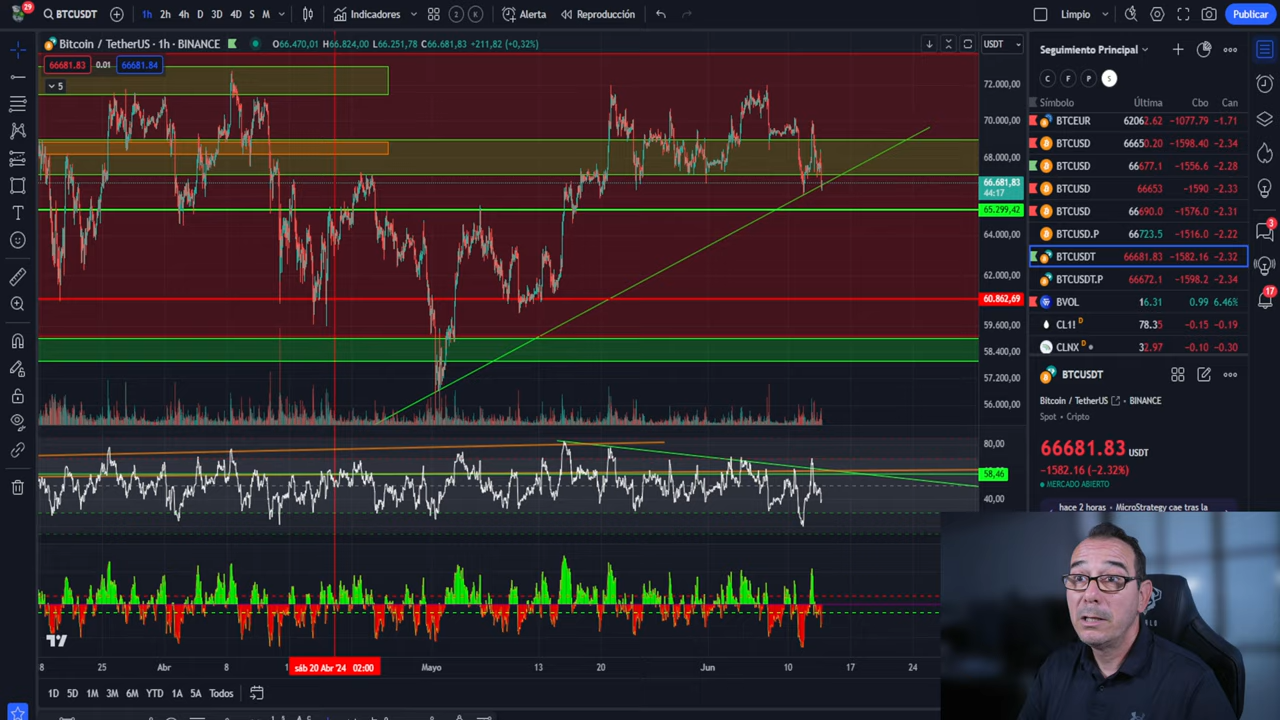 29
BTCUSDT
1h 2h 4h D 3D 4D S M
Indicadores
2 K
Alerta
Reproducción
Limpio
Publicar
Bitcoin / TetherUS · 1h · BINANCE
O66.470,01 H66.824,00 L66.251,78 C66.681,83 +211,82 (+0,32%)
66681.83 0.01 66681.84
5
USDT
72.000,00
70.000,00
68.000,00
66.681,83
44:17
65.299,42
64.000,00
62.000,00
60.862,69
59.600,00
58.400,00
57.200,00
56.000,00
80,00
58,46
40,00
8 25 Abr 8 1 sáb 20 Abr '24 02:00 Mayo 13 20 Jun 10 17 24
1D 5D 1M 3M 6M YTD 1A 5A Todos
Seguimiento Principal
C F P S
Símbolo Última Cbo Can
BTCEUR 62062.62 −1077.79 −1.71
BTCUSD 66650.20 −1598.40 −2.34
BTCUSD 66677.1 −1556.6 −2.28
BTCUSD 66653 −1590 −2.33
BTCUSD 66690.0 −1576.0 −2.31
BTCUSD.P 66723.5 −1516.0 −2.22
BTCUSDT 66681.83 −1582.16 −2.32
BTCUSDT.P 66672.1 −1598.2 −2.34
BVOL 16.31 0.99 6.46%
CL1! D 78.35 −0.15 −0.19
CLNX D 32.97 −0.10 −0.30
BTCUSDT
Bitcoin / TetherUS · BINANCE
Spot · Cripto
66681.83 USDT
−1582.16 (−2.32%)
MERCADO ABIERTO
hace 2 horas · MicroStrategy cae tras la
3
17